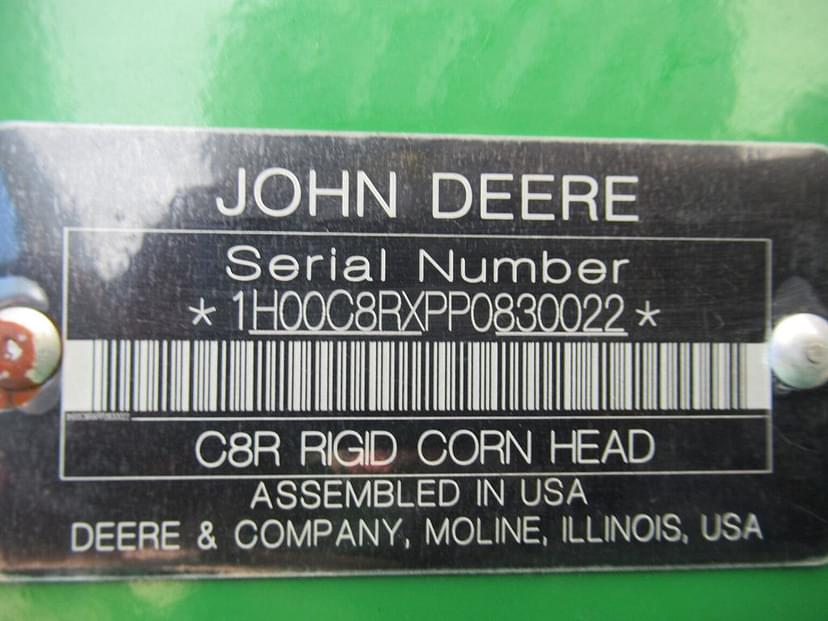 JOHN DEERE
Serial Number
*1H00C8RXPP0830022*
C8R RIGID CORN HEAD
ASSEMBLED IN USA
DEERE & COMPANY, MOLINE, ILLINOIS, USA